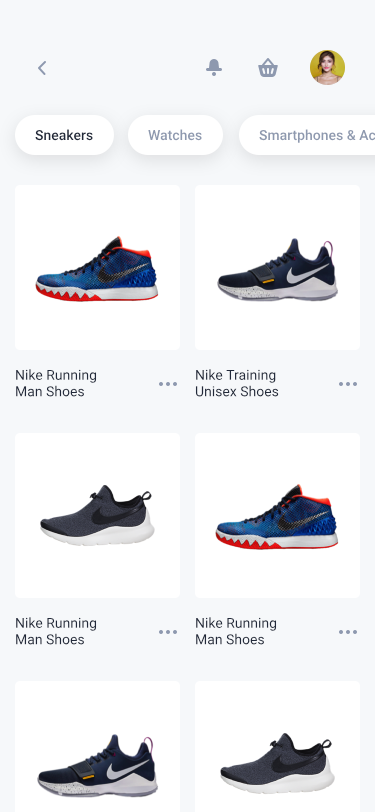 Sneakers
Watches
Smartphones & Ac
Nike Running
Man Shoes
Nike Training
Unisex Shoes
Nike Running
Man Shoes
Nike Running
Man Shoes